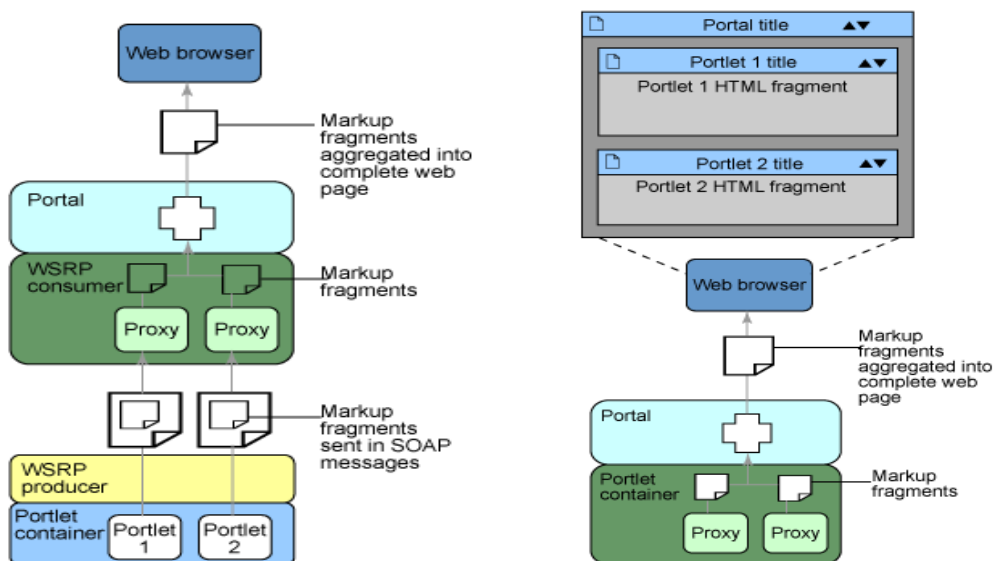 Web browser
Markup
fragments
aggregated into
complete web
page
Portal
WSRP
consumer
Markup
fragments
Proxy
Proxy
Markup
fragments
sent in SOAP
messages
WSRP
producer
Portlet
container
Portlet
1
Portlet
2
Portal title
Portlet 1 title
Portlet 1 HTML fragment
Portlet 2 title
Portlet 2 HTML fragment
Web browser
Markup
fragments
aggregated into
complete web
page
Portal
Portlet
container
Markup
fragments
Proxy
Proxy